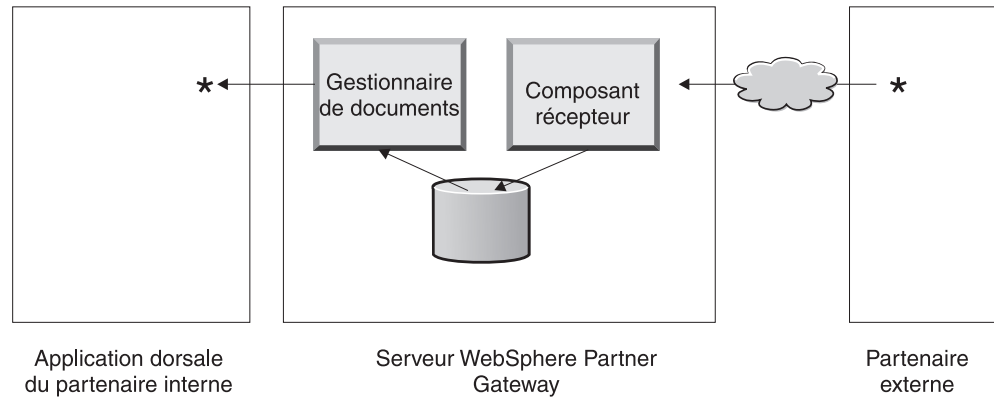 Gestionnaire
de documents
Composant
récepteur
*
*
Application dorsale
du partenaire interne
Serveur WebSphere Partner
Gateway
Partenaire
externe